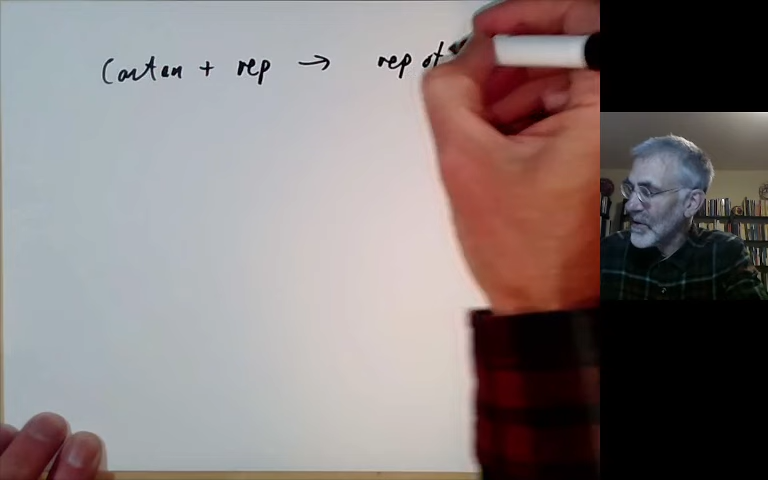 Cartan + rep → rep of